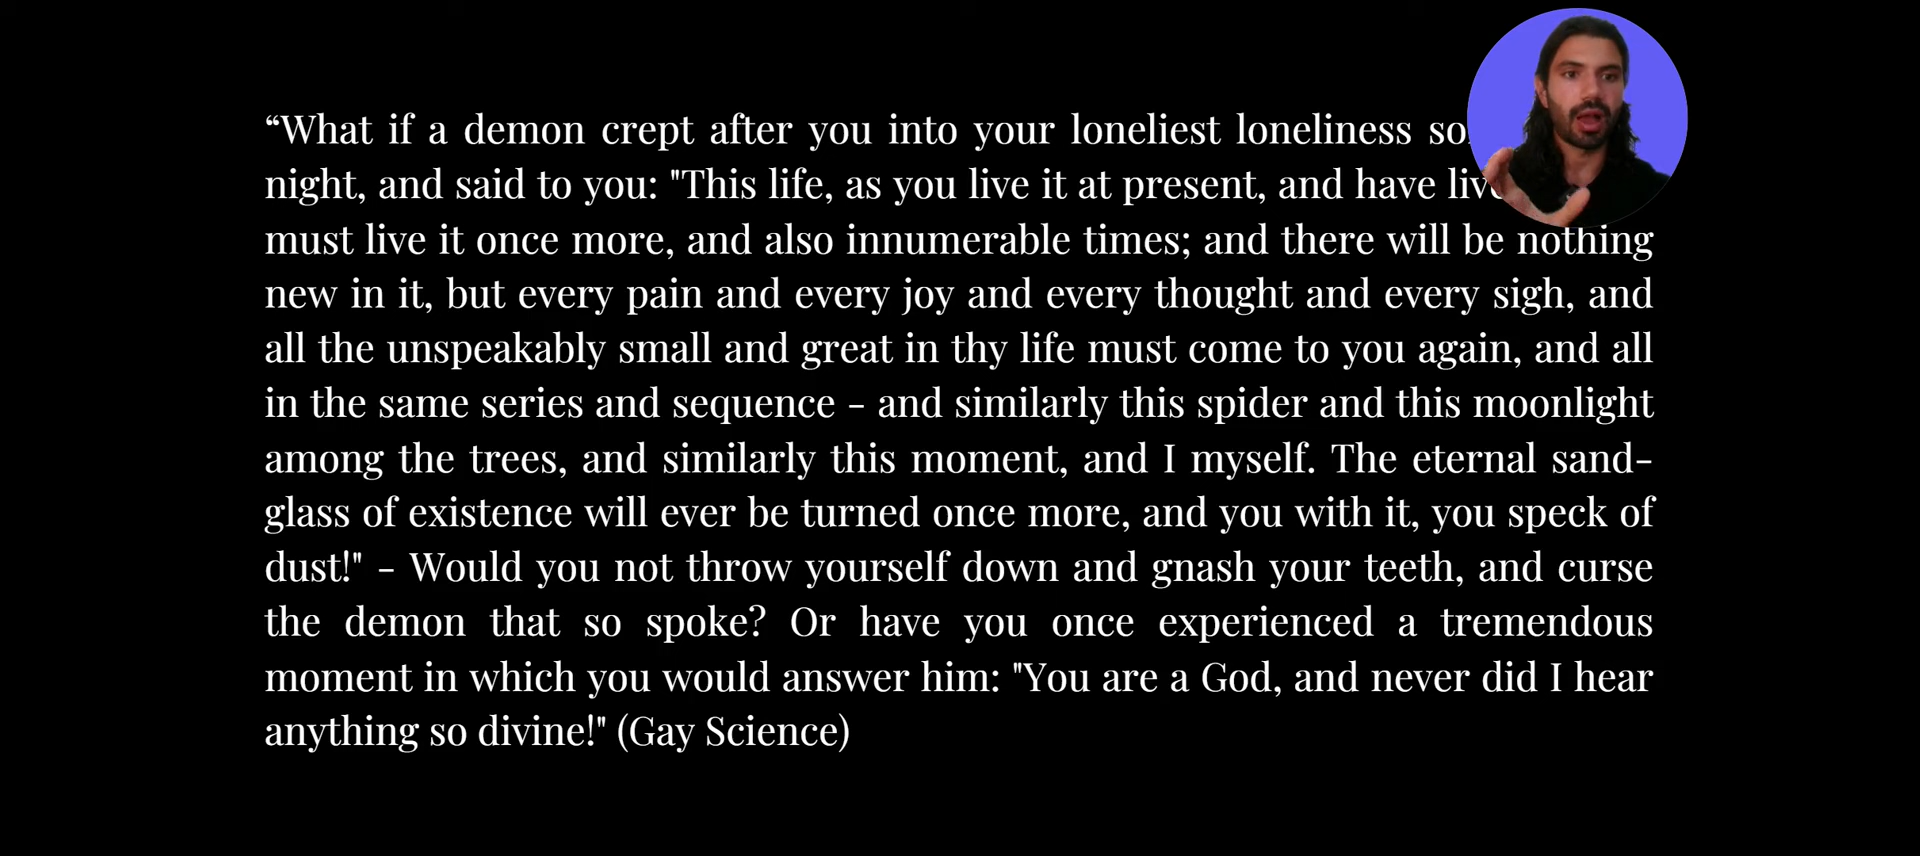 “What if a demon crept after you into your loneliest loneliness
night, and said to you: "This life, as you live it at present, and have
must live it once more, and also innumerable times; and there will be nothing
new in it, but every pain and every joy and every thought and every sigh, and
all the unspeakably small and great in thy life must come to you again, and all
in the same series and sequence - and similarly this spider and this moonlight
among the trees, and similarly this moment, and I myself. The eternal sand-
glass of existence will ever be turned once more, and you with it, you speck of
dust!" - Would you not throw yourself down and gnash your teeth, and curse
the demon that so spoke? Or have you once experienced a tremendous
moment in which you would answer him: "You are a God, and never did I hear
anything so divine!" (Gay Science)